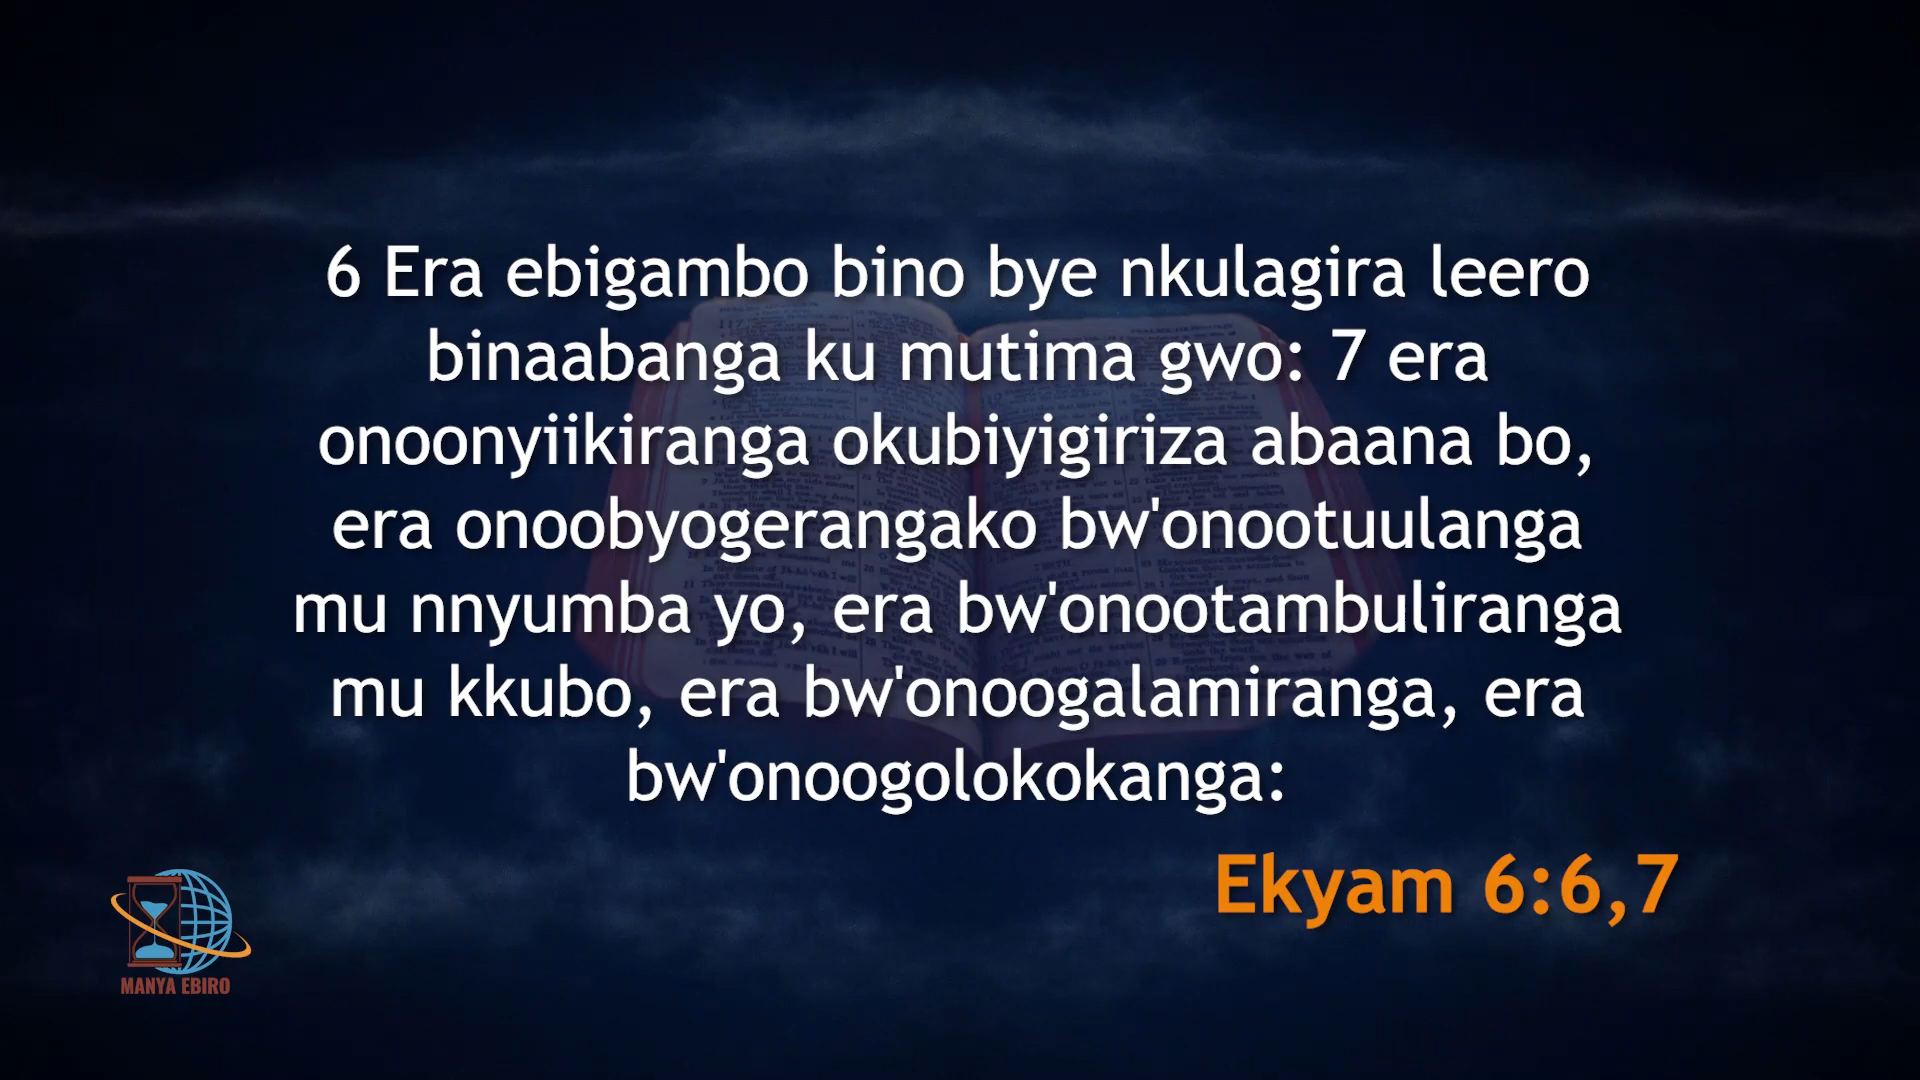 6 Era ebigambo bino bye nkulagira leero
binaabanga ku mutima gwo: 7 era
onoonyiikiranga okubiyigiriza abaana bo,
era onoobyogerangako bw'onootuulanga
mu nnyumba yo, era bw'onootambuliranga
mu kkubo, era bw'onoogalamiranga, era
bw'onoogolokokanga:
Ekyam 6:6,7
MANYA EBIRO